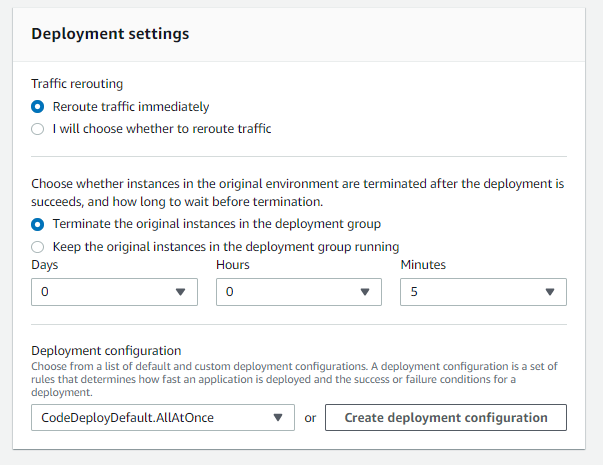 Deployment settings
Traffic rerouting
Reroute traffic immediately
I will choose whether to reroute traffic
Choose whether instances in the original environment are terminated after the deployment is
succeeds, and how long to wait before termination.
Terminate the original instances in the deployment group
Keep the original instances in the deployment group running
Days Hours Minutes
0 0 5
Deployment configuration
Choose from a list of default and custom deployment configurations. A deployment configuration is a set of
rules that determines how fast an application is deployed and the success or failure conditions for a
deployment.
CodeDeployDefault.AllAtOnce or Create deployment configuration